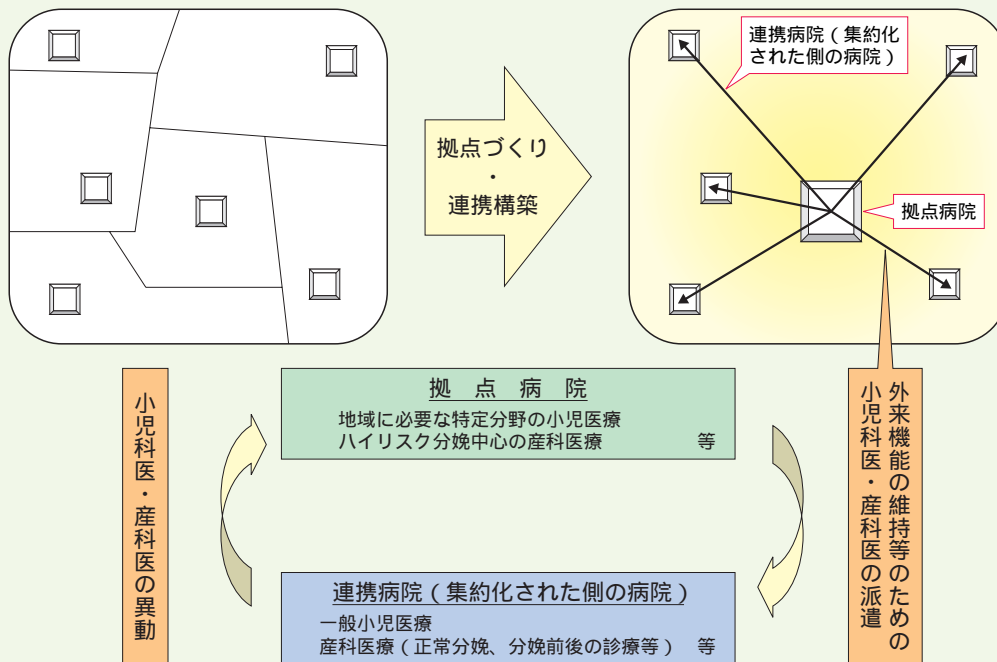 連携病院（集約化
された側の病院）
拠点づくり
・
連携構築
拠点病院
小児科医・産科医の異動
拠点病院
地域に必要な特定分野の小児医療
ハイリスク分娩中心の産科医療 等
外来機能の維持等のための
小児科医・産科医の派遣
連携病院（集約化された側の病院）
一般小児医療
産科医療（正常分娩、分娩前後の診療等） 等